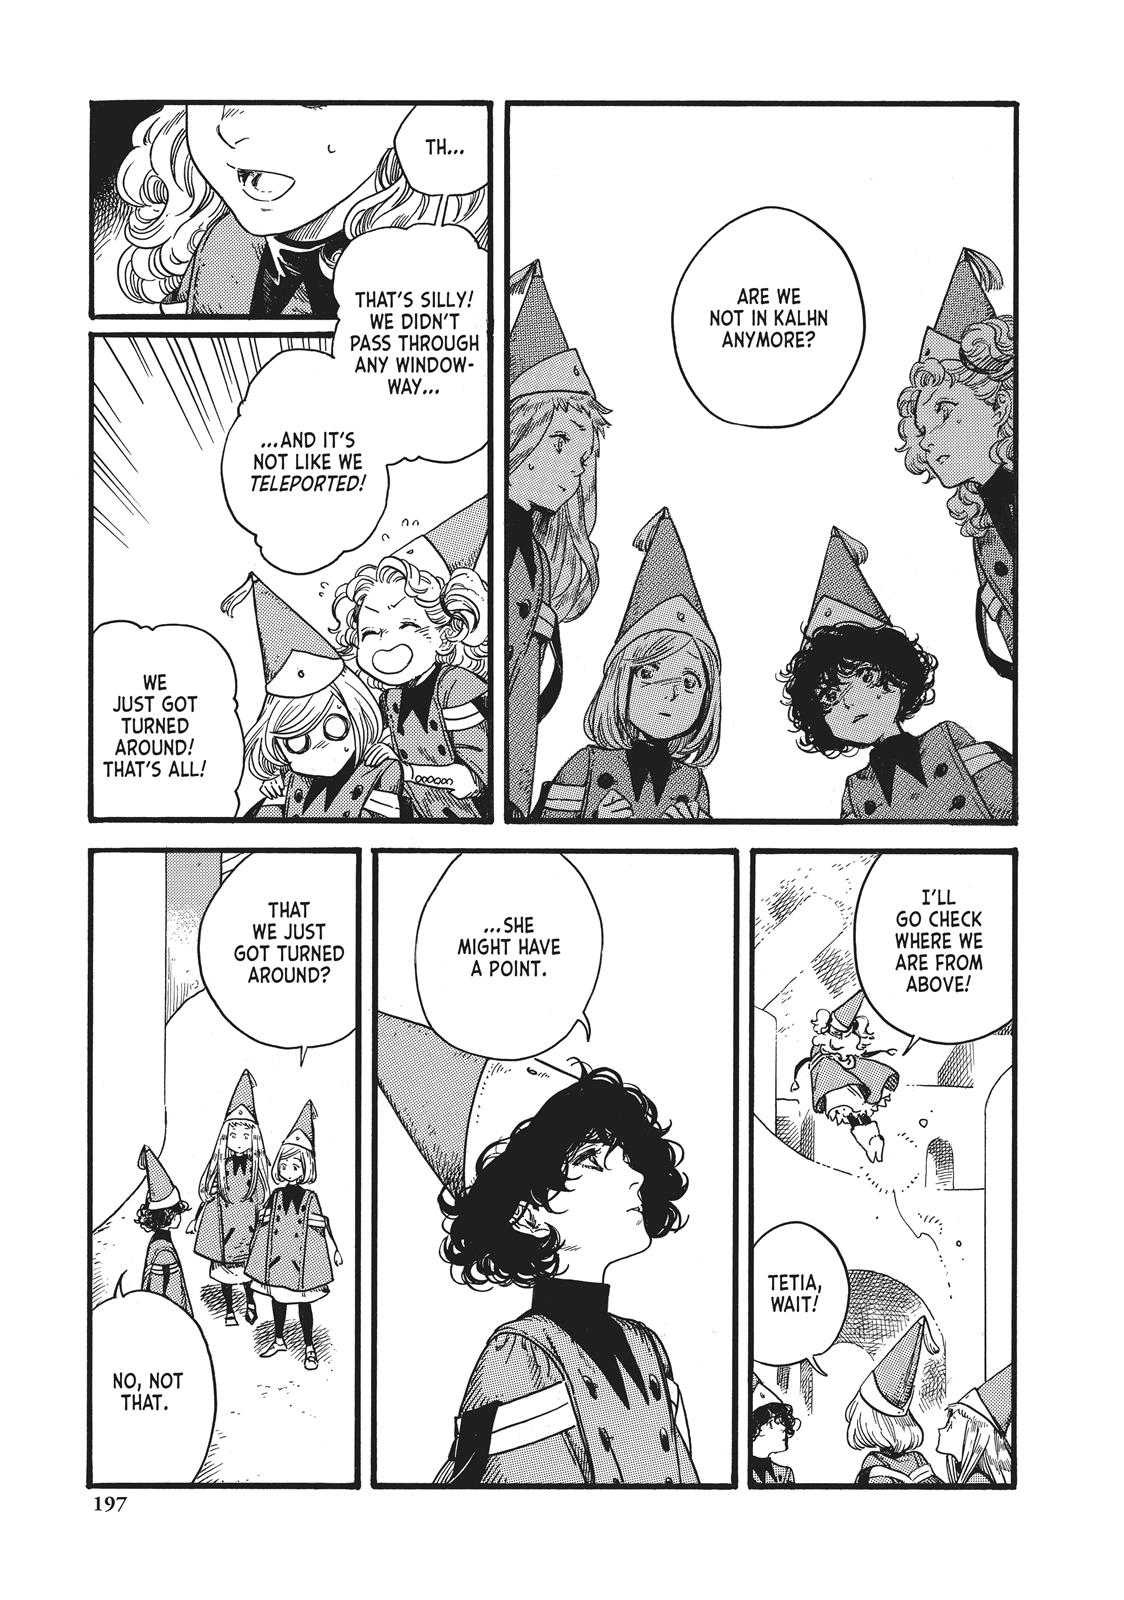 ARE WE
NOT IN KALHN
ANYMORE?
TH...
THAT'S SILLY!
WE DIDN'T
PASS THROUGH
ANY WINDOW-
WAY...
...AND IT'S
NOT LIKE WE
TELEPORTED!
WE
JUST GOT
TURNED
AROUND!
THAT'S ALL!
I'LL
GO CHECK
WHERE WE
ARE FROM
ABOVE!
TETIA,
WAIT!
...SHE
MIGHT HAVE
A POINT.
THAT
WE JUST
GOT TURNED
AROUND?
NO, NOT
THAT.
197